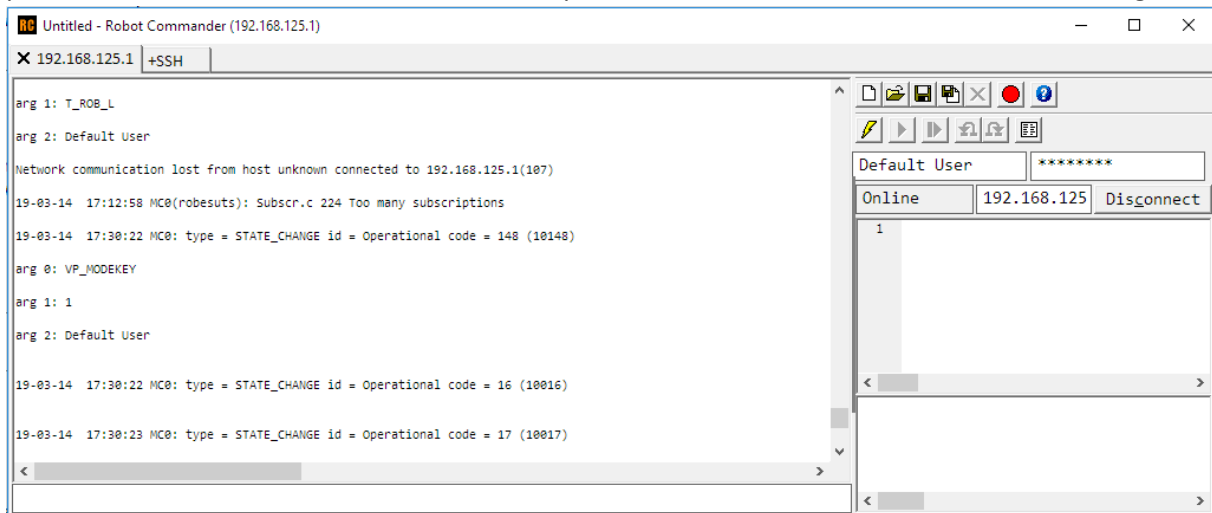 Untitled - Robot Commander (192.168.125.1)
192.168.125.1 +SSH
arg 1: T_ROB_L
arg 2: Default User
Network communication lost from host unknown connected to 192.168.125.1(107)
19-03-14 17:12:58 MC0(robesuts): Subscr.c 224 Too many subscriptions
19-03-14 17:30:22 MC0: type = STATE_CHANGE id = Operational code = 148 (10148)
arg 0: VP_MODEKEY
arg 1: 1
arg 2: Default User
19-03-14 17:30:22 MC0: type = STATE_CHANGE id = Operational code = 16 (10016)
19-03-14 17:30:23 MC0: type = STATE_CHANGE id = Operational code = 17 (10017)
Default User ********
Online 192.168.125 Disconnect
1